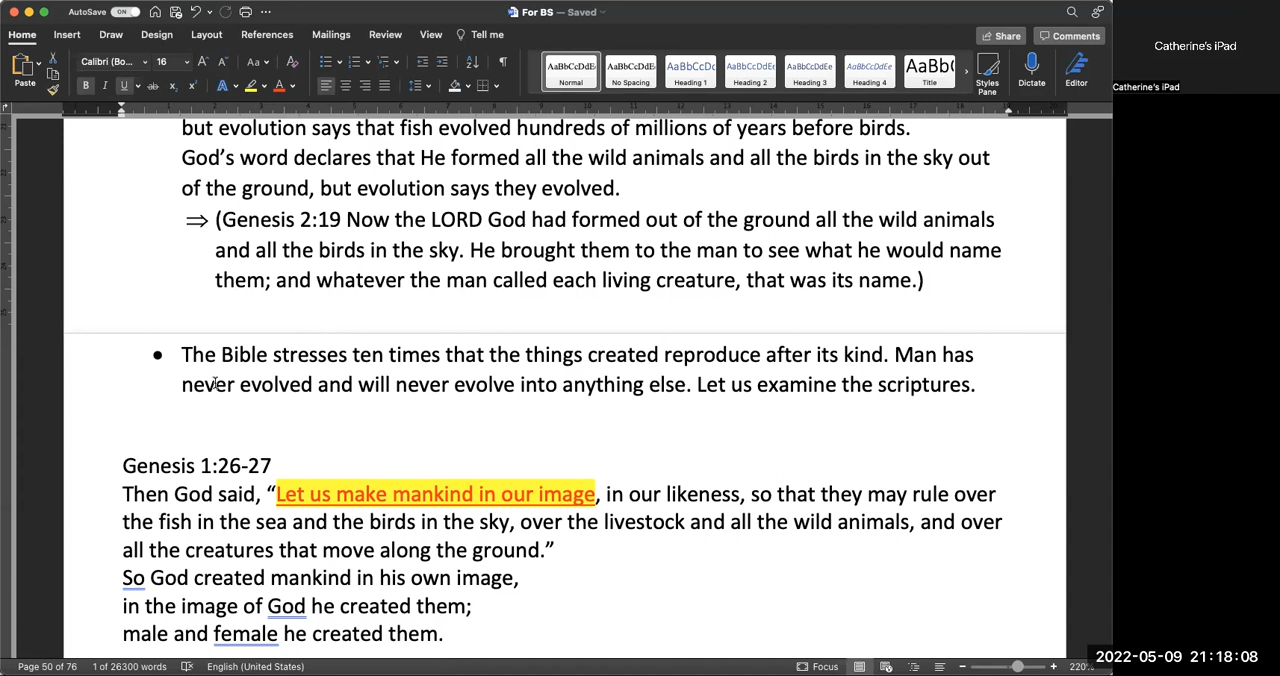 AutoSave ON For BS — Saved
Home Insert Draw Design Layout References Mailings Review View Tell me Share Comments
Catherine's iPad
Calibri (Bo... 16 Aa
AaBbCcDdE AaBbCcDdE AaBbCcD AaBbCcDdE AaBbCcDdE AaBbCcDdE AaBb(
Paste B I U ab x₂ x² A A Normal No Spacing Heading 1 Heading 2 Heading 3 Heading 4 Title Styles Pane Dictate Editor
Catherine's iPad
but evolution says that fish evolved hundreds of millions of years before birds.
God's word declares that He formed all the wild animals and all the birds in the sky out
of the ground, but evolution says they evolved.
⇒ (Genesis 2:19 Now the LORD God had formed out of the ground all the wild animals
and all the birds in the sky. He brought them to the man to see what he would name
them; and whatever the man called each living creature, that was its name.)
• The Bible stresses ten times that the things created reproduce after its kind. Man has
never evolved and will never evolve into anything else. Let us examine the scriptures.
Genesis 1:26-27
Then God said, “Let us make mankind in our image, in our likeness, so that they may rule over
the fish in the sea and the birds in the sky, over the livestock and all the wild animals, and over
all the creatures that move along the ground.”
So God created mankind in his own image,
in the image of God he created them;
male and female he created them.
Page 50 of 76 1 of 26300 words English (United States) Focus 220%
2022-05-09 21:18:08